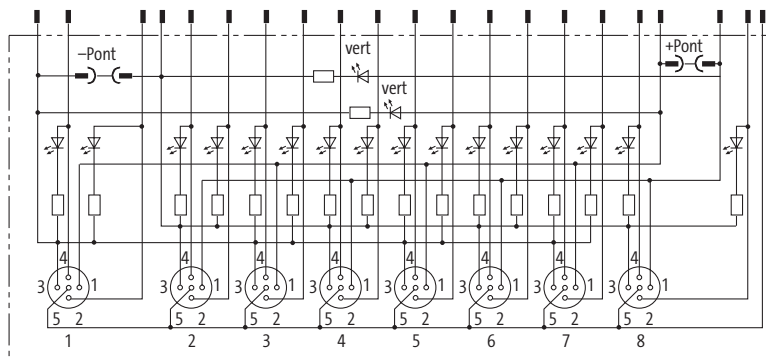 –Pont
vert
+Pont
vert
4 4 4 4 4 4 4 4
3 1 3 1 3 1 3 1 3 1 3 1 3 1 3 1
5 2 5 2 5 2 5 2 5 2 5 2 5 2 5 2
1 2 3 4 5 6 7 8